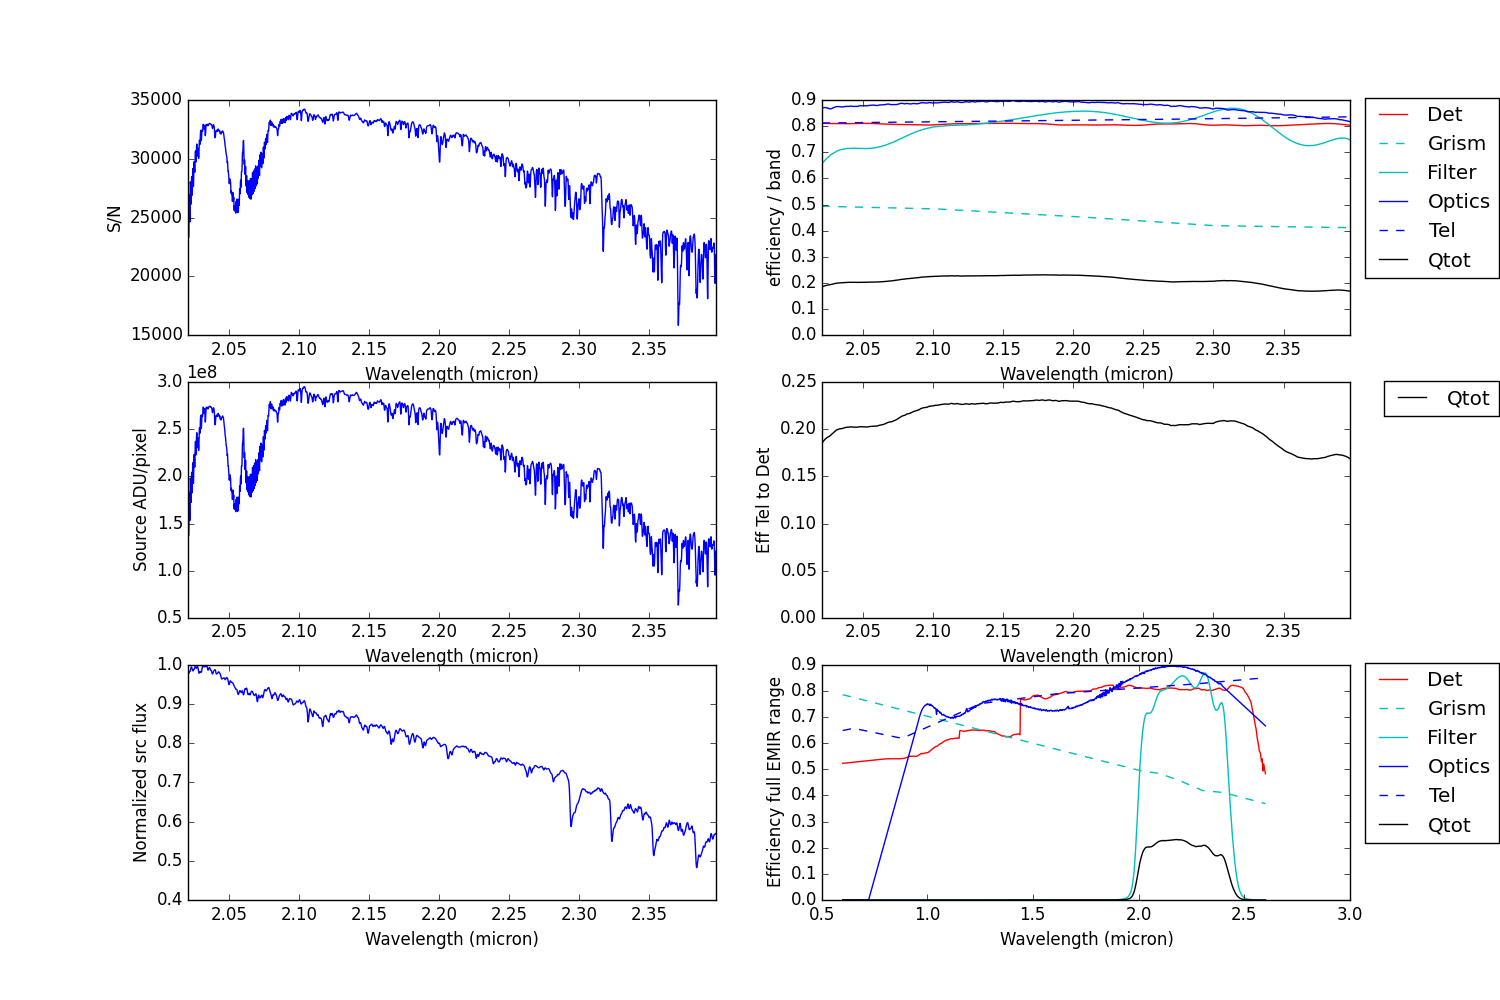 35000
30000
25000
20000
15000
S/N
2.05 2.10 2.15 2.20 2.25 2.30 2.35
Wavelength (micron)
0.9
0.8
0.7
0.6
0.5
0.4
0.3
0.2
0.1
0.0
efficiency / band
2.05 2.10 2.15 2.20 2.25 2.30 2.35
Wavelength (micron)
Det
Grism
Filter
Optics
Tel
Qtot
1e8
3.0
2.5
2.0
1.5
1.0
0.5
Source ADU/pixel
2.05 2.10 2.15 2.20 2.25 2.30 2.35
Wavelength (micron)
0.25
0.20
0.15
0.10
0.05
0.00
Eff Tel to Det
2.05 2.10 2.15 2.20 2.25 2.30 2.35
Wavelength (micron)
Qtot
1.0
0.9
0.8
0.7
0.6
0.5
0.4
Normalized src flux
2.05 2.10 2.15 2.20 2.25 2.30 2.35
Wavelength (micron)
0.9
0.8
0.7
0.6
0.5
0.4
0.3
0.2
0.1
0.0
Efficiency full EMIR range
0.5 1.0 1.5 2.0 2.5 3.0
Wavelength (micron)
Det
Grism
Filter
Optics
Tel
Qtot